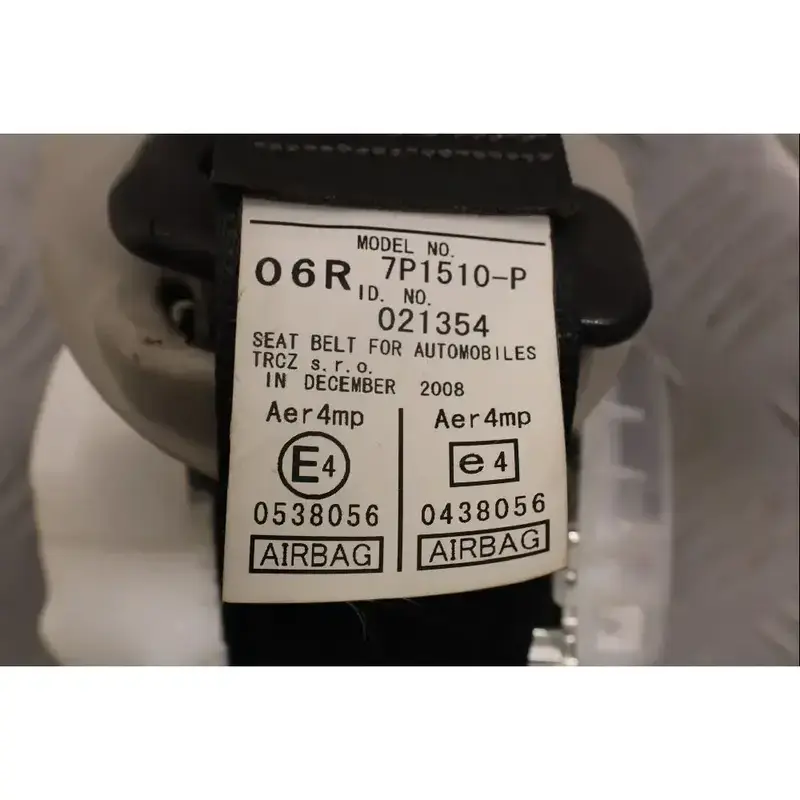 MODEL NO.
06R 7P1510-P
ID. NO.
021354
SEAT BELT FOR AUTOMOBILES
TRCZ s.r.o.
IN DECEMBER 2008
Aer4mp Aer4mp
E4 e4
0538056 0438056
AIRBAG AIRBAG